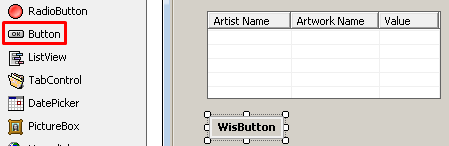 RadioButton
Button
ListView
TabControl
DatePicker
PictureBox
Artist Name Artwork Name Value
WisButton